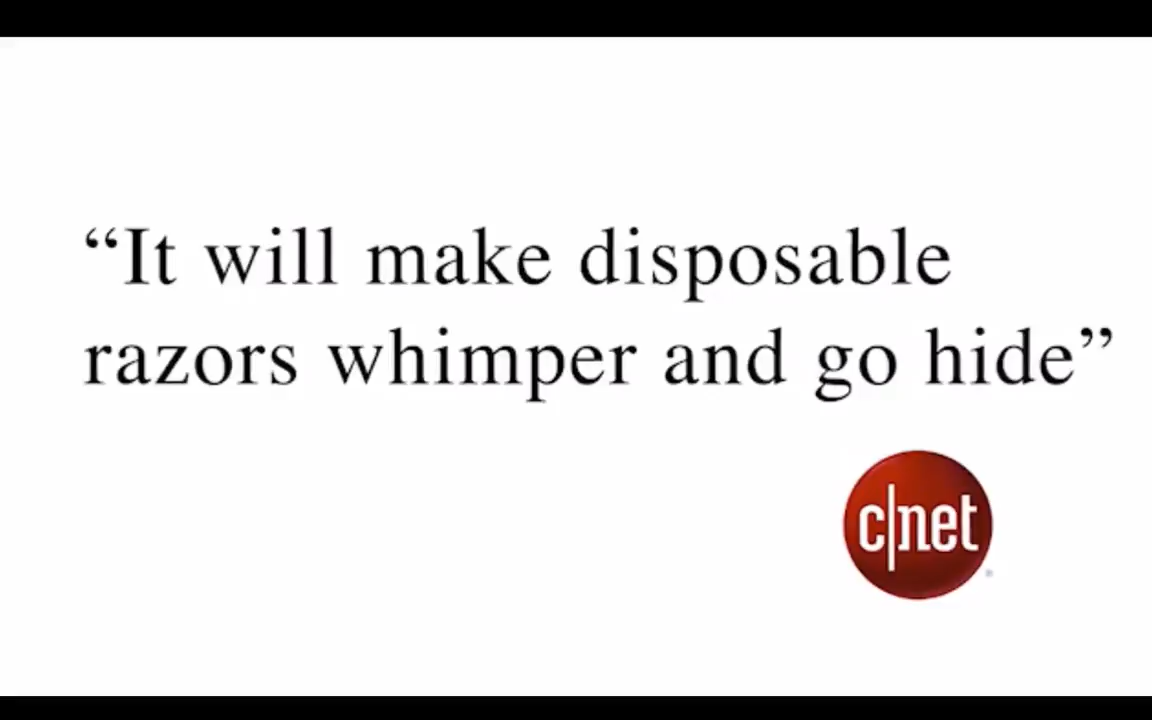 “It will make disposable
razors whimper and go hide”
c|net